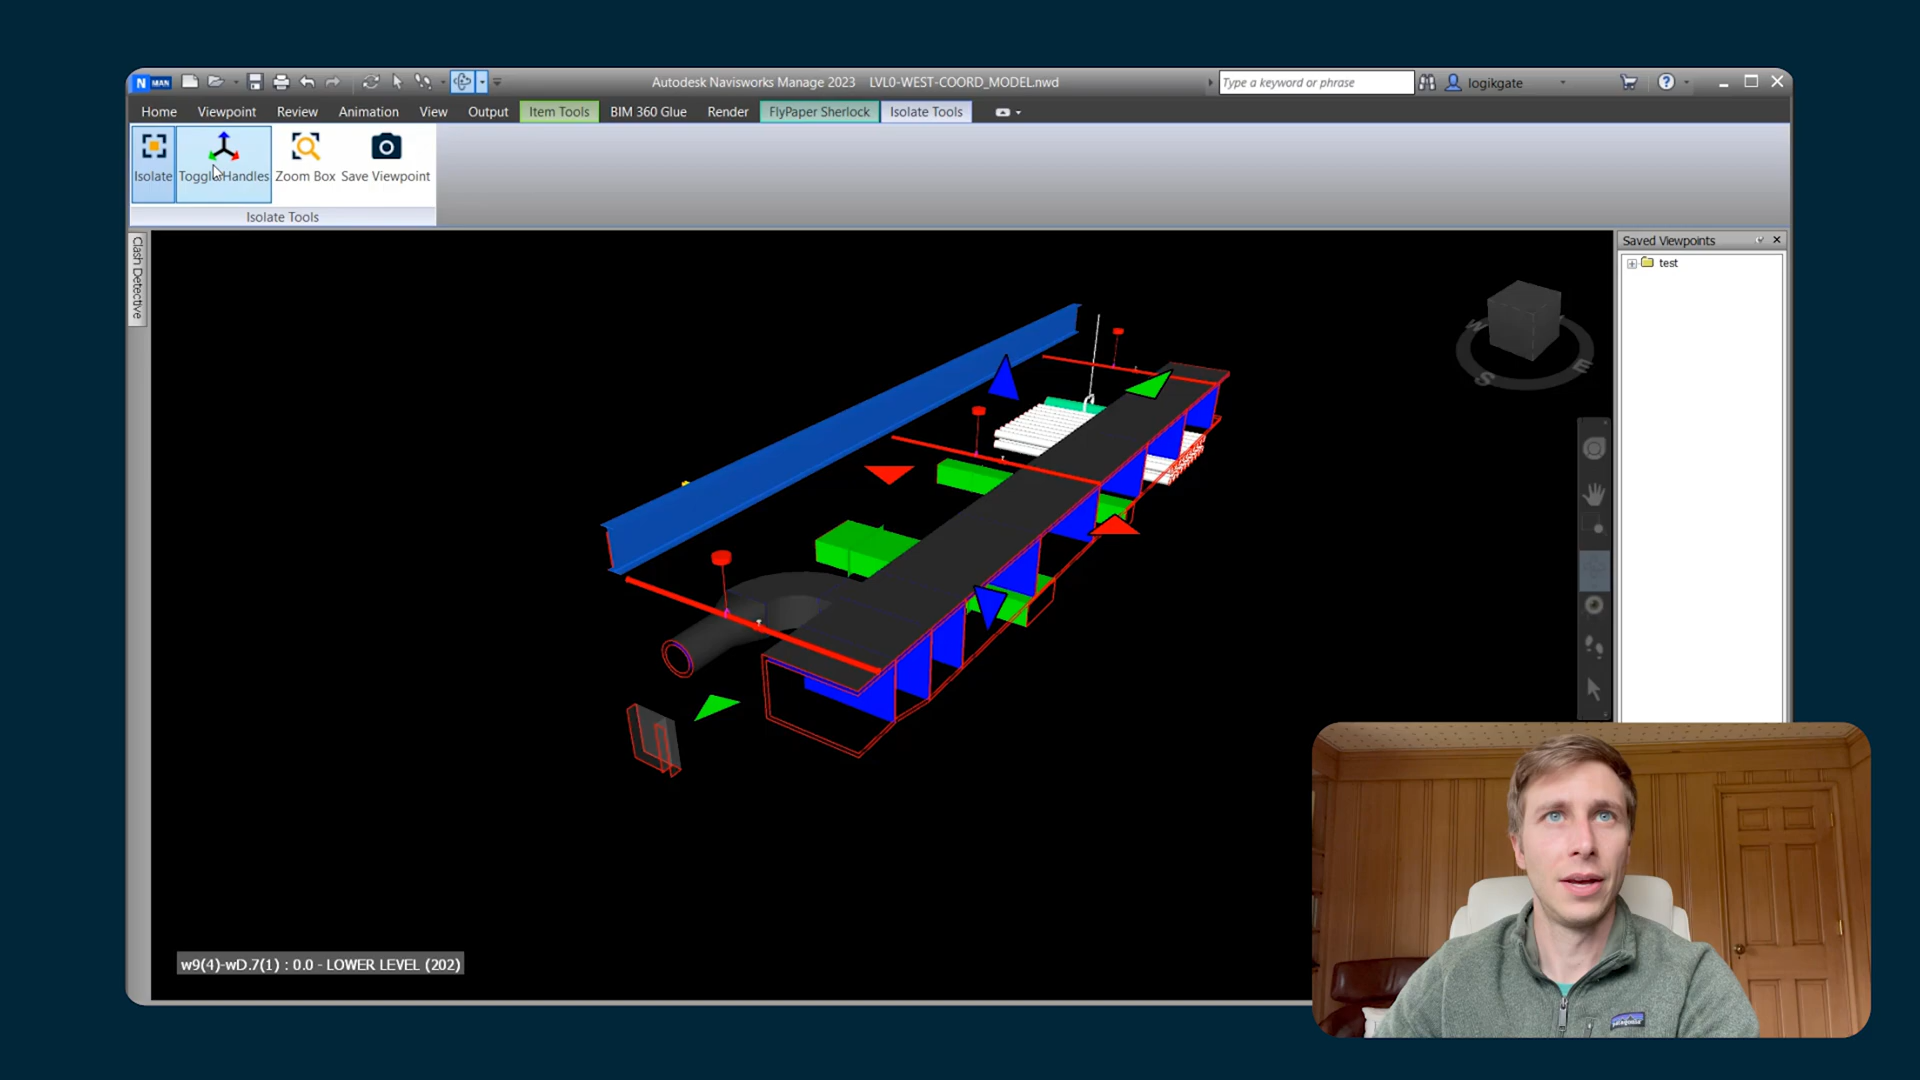 N MAN
Autodesk Navisworks Manage 2023 LVL0-WEST-COORD_MODEL.nwd
Type a keyword or phrase
logikgate
Home Viewpoint Review Animation View Output Item Tools BIM 360 Glue Render FlyPaper Sherlock Isolate Tools
Isolate Toggle Handles Zoom Box Save Viewpoint
Isolate Tools
Clash Detective
Saved Viewpoints
test
W
S
E
w9(4)-wD.7(1) : 0.0 - LOWER LEVEL (202)
patagonia